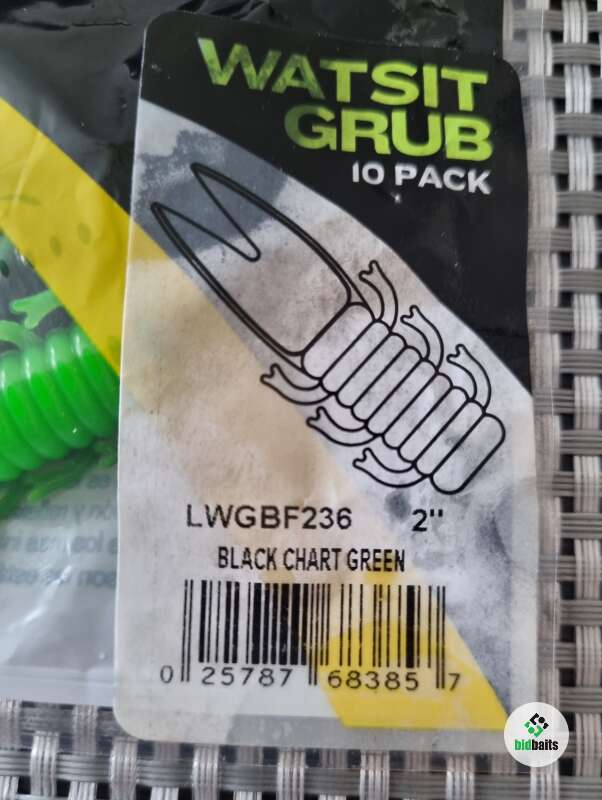 WATSIT
GRUB
10 PACK
LWGBF236 2"
BLACK CHART GREEN
0 25787 68385 7
bidbaits